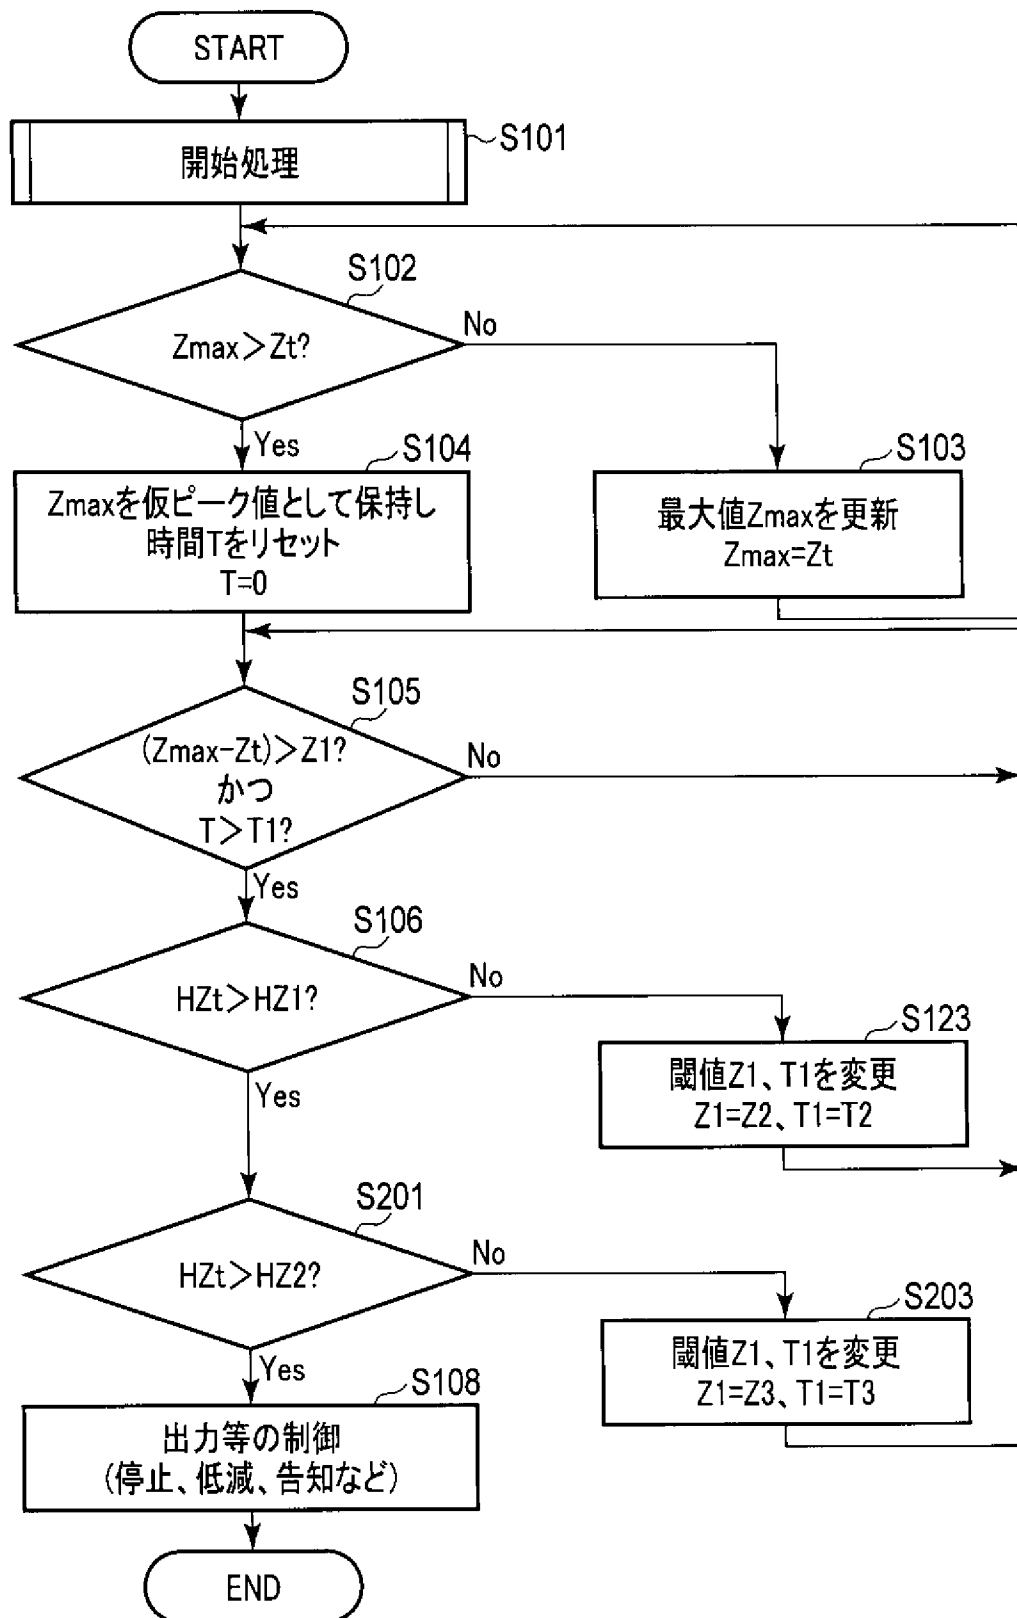 START
開始処理
S101
S102
Zmax＞Zt?
No
Yes
S104
Zmaxを仮ピーク値として保持し
時間Tをリセット
T=0
S103
最大値Zmaxを更新
Zmax=Zt
S105
(Zmax-Zt)＞Z1?
かつ
T＞T1?
No
Yes
S106
HZt＞HZ1?
No
Yes
S123
閾値Z1、T1を変更
Z1=Z2、T1=T2
S201
HZt＞HZ2?
No
Yes
S203
閾値Z1、T1を変更
Z1=Z3、T1=T3
S108
出力等の制御
(停止、低減、告知など)
END